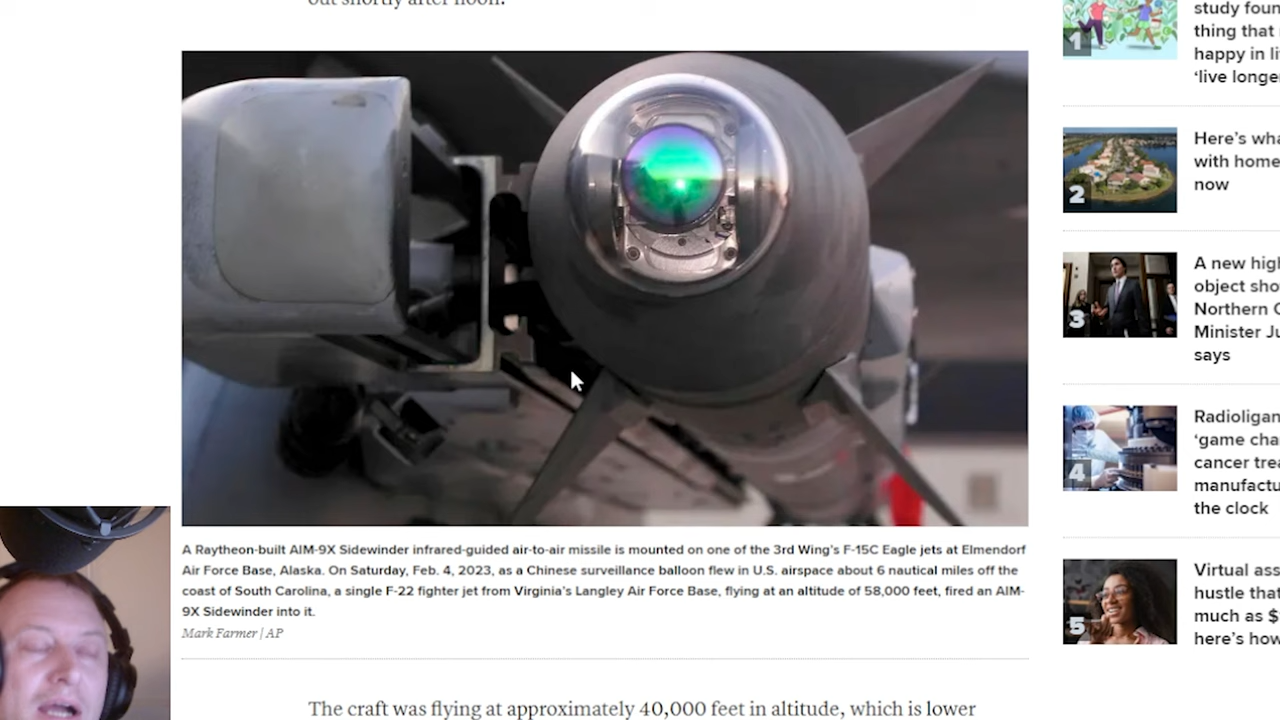 out shortly after noon.
A Raytheon-built AIM-9X Sidewinder infrared-guided air-to-air missile is mounted on one of the 3rd Wing's F-15C Eagle jets at Elmendorf
Air Force Base, Alaska. On Saturday, Feb. 4, 2023, as a Chinese surveillance balloon flew in U.S. airspace about 6 nautical miles off the
coast of South Carolina, a single F-22 fighter jet from Virginia's Langley Air Force Base, flying at an altitude of 58,000 feet, fired an AIM-
9X Sidewinder into it.
Mark Farmer | AP
The craft was flying at approximately 40,000 feet in altitude, which is lower
1
study foun
thing that
happy in li
‘live longe
2
Here’s wha
with home
now
3
A new hig
object sho
Northern C
Minister Ju
says
4
Radioligan
‘game cha
cancer trea
manufactu
the clock
5
Virtual ass
hustle that
much as $
here’s how